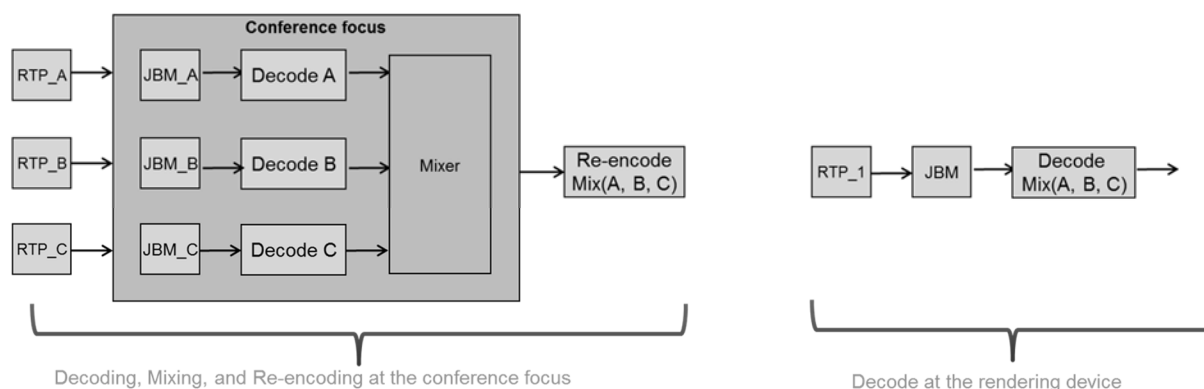 Conference focus
RTP_A
JBM_A
Decode A
RTP_B
JBM_B
Decode B
Mixer
Re-encode
Mix(A, B, C)
RTP_C
JBM_C
Decode C
RTP_1
JBM
Decode
Mix(A, B, C)
Decoding, Mixing, and Re-encoding at the conference focus
Decode at the rendering device